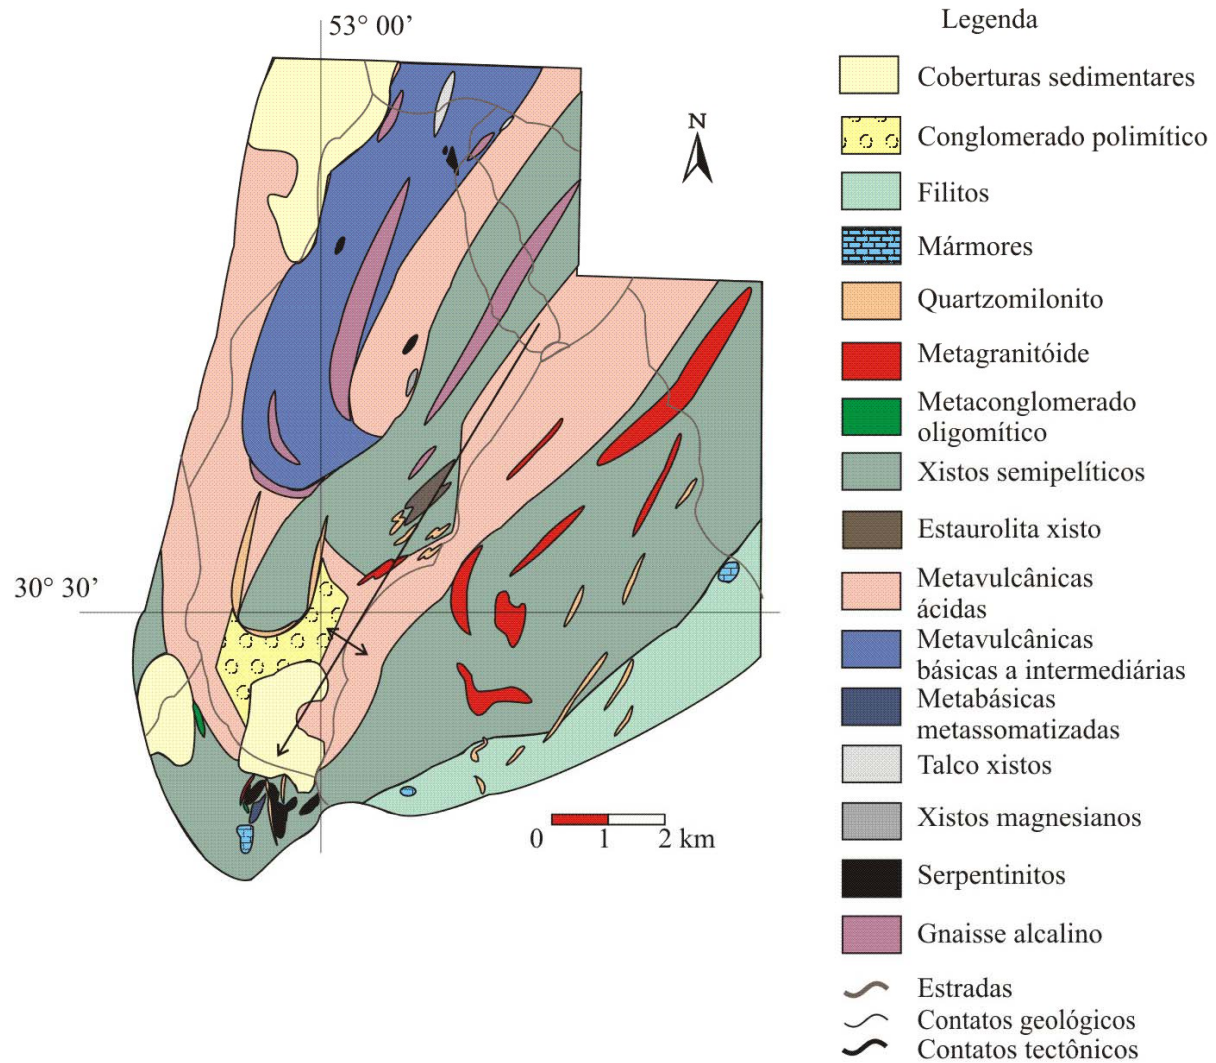 53° 00’
Legenda
Coberturas sedimentares
Conglomerado polimítico
N
Filitos
Mármores
Quartzomilonito
Metagranitóide
Metaconglomerado
oligomítico
Xistos semipelíticos
Estaurolita xisto
30° 30’
Metavulcânicas
ácidas
Metavulcânicas
básicas a intermediárias
Metabásicas
metassomatizadas
Talco xistos
Xistos magnesianos
0 1 2 km
Serpentinitos
Gnaisse alcalino
Estradas
Contatos geológicos
Contatos tectônicos